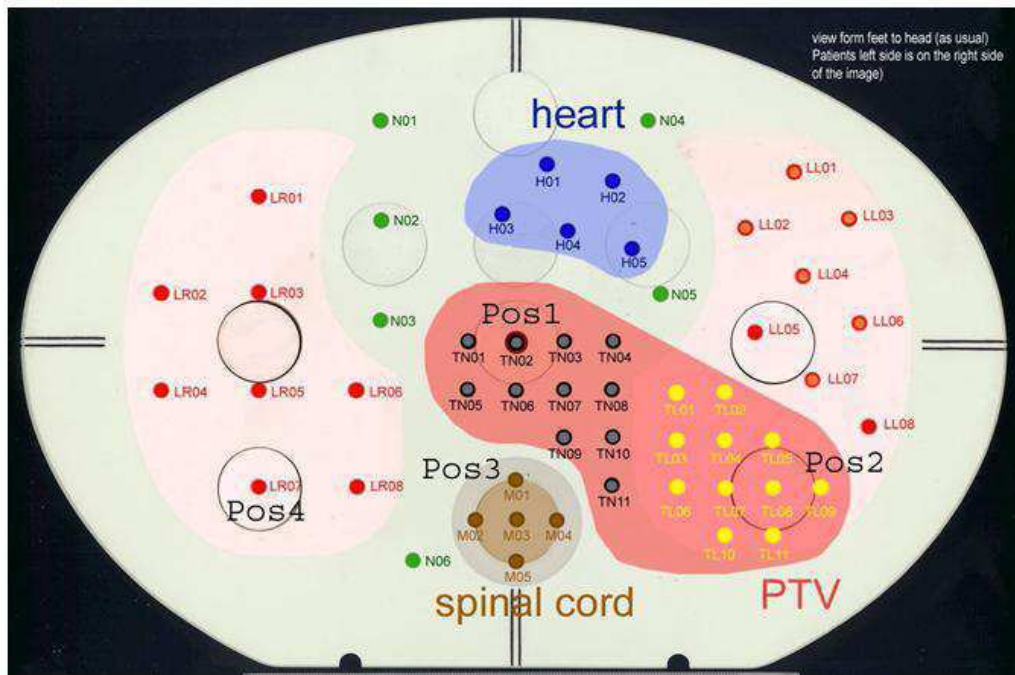 view form feet to head (as usual)
Patients left side is on the right side
of the image)
heart
N01
N04
H01
H02
LL01
LR01
N02
H03
H04
H05
LL02
LL03
LL04
LR02
LR03
N05
N03
Pos1
LL05
LL06
TN01
TN02
TN03
TN04
LL07
LR04
LR05
LR06
TN05
TN06
TN07
TN08
TL01
TL02
LL08
TN09
TN10
TL03
TL04
TL05
Pos3
Pos2
M01
TN11
LR07
LR08
TL06
TL07
TL08
TL09
Pos4
M02
M03
M04
TL10
TL11
N06
M05
spinal cord
PTV